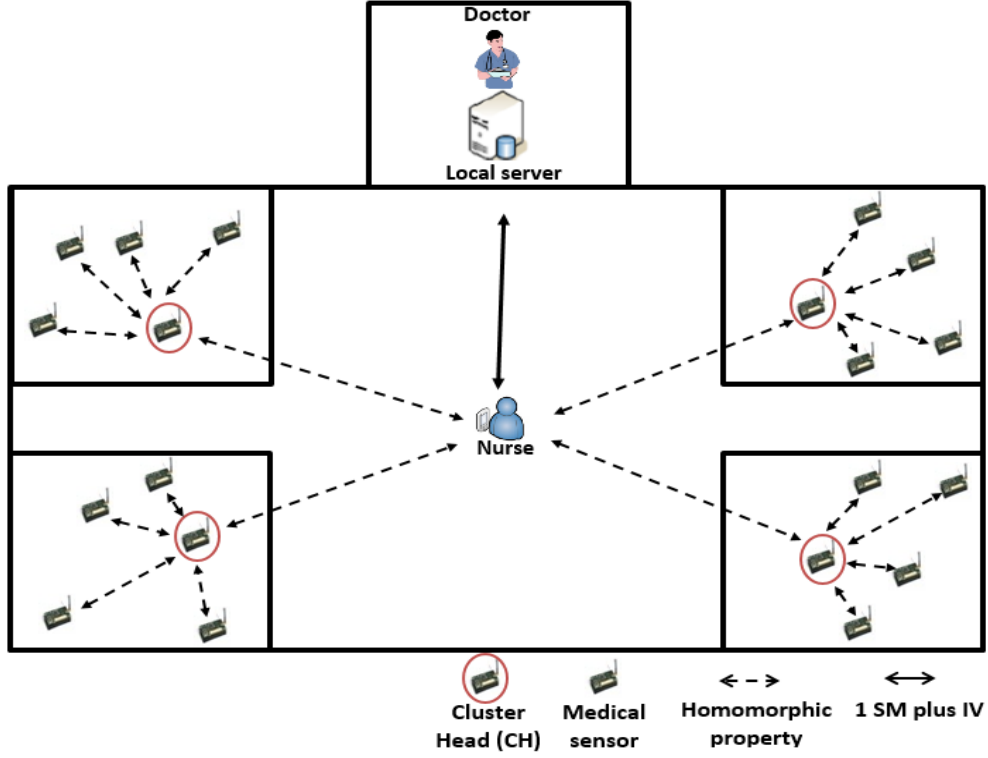 Doctor
Local server
Nurse
Cluster
Head (CH)
Medical
sensor
Homomorphic
property
1 SM plus IV